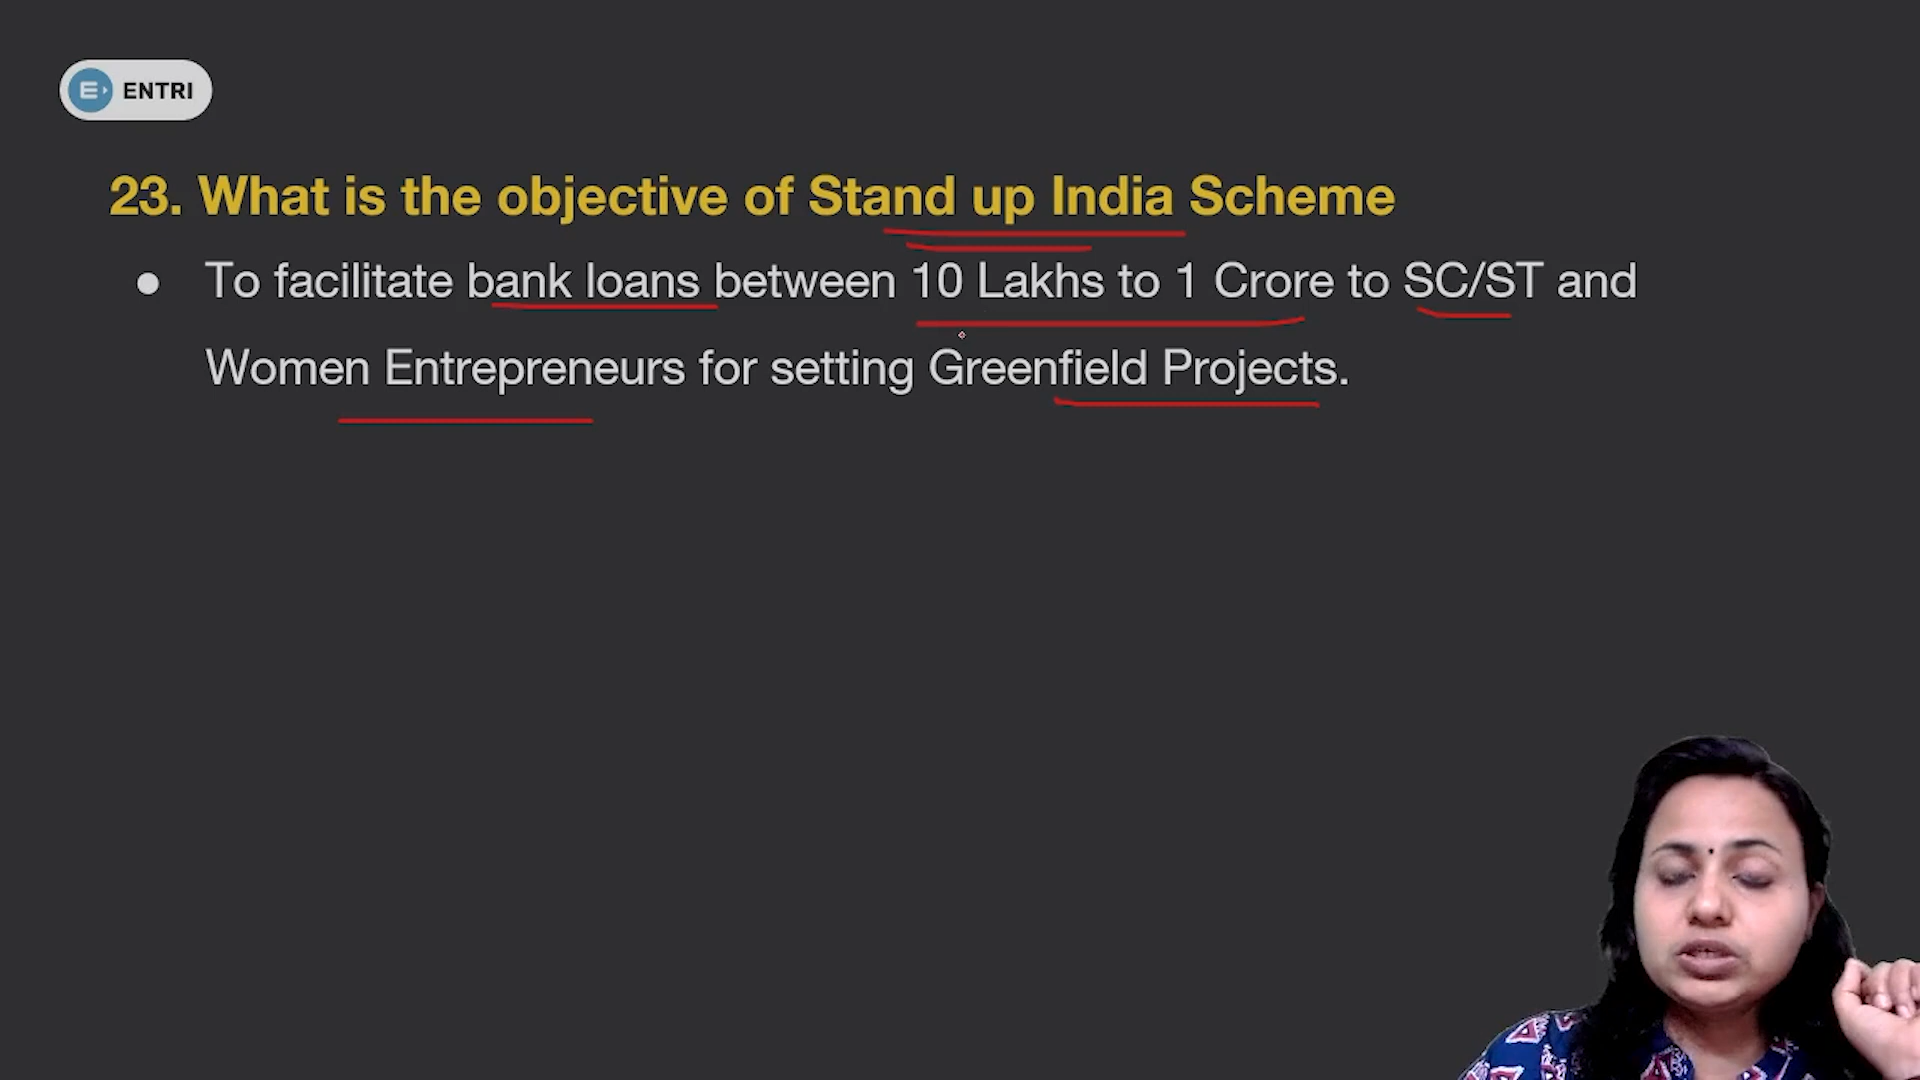 ENTRI
23. What is the objective of Stand up India Scheme
● To facilitate bank loans between 10 Lakhs to 1 Crore to SC/ST and
Women Entrepreneurs for setting Greenfield Projects.